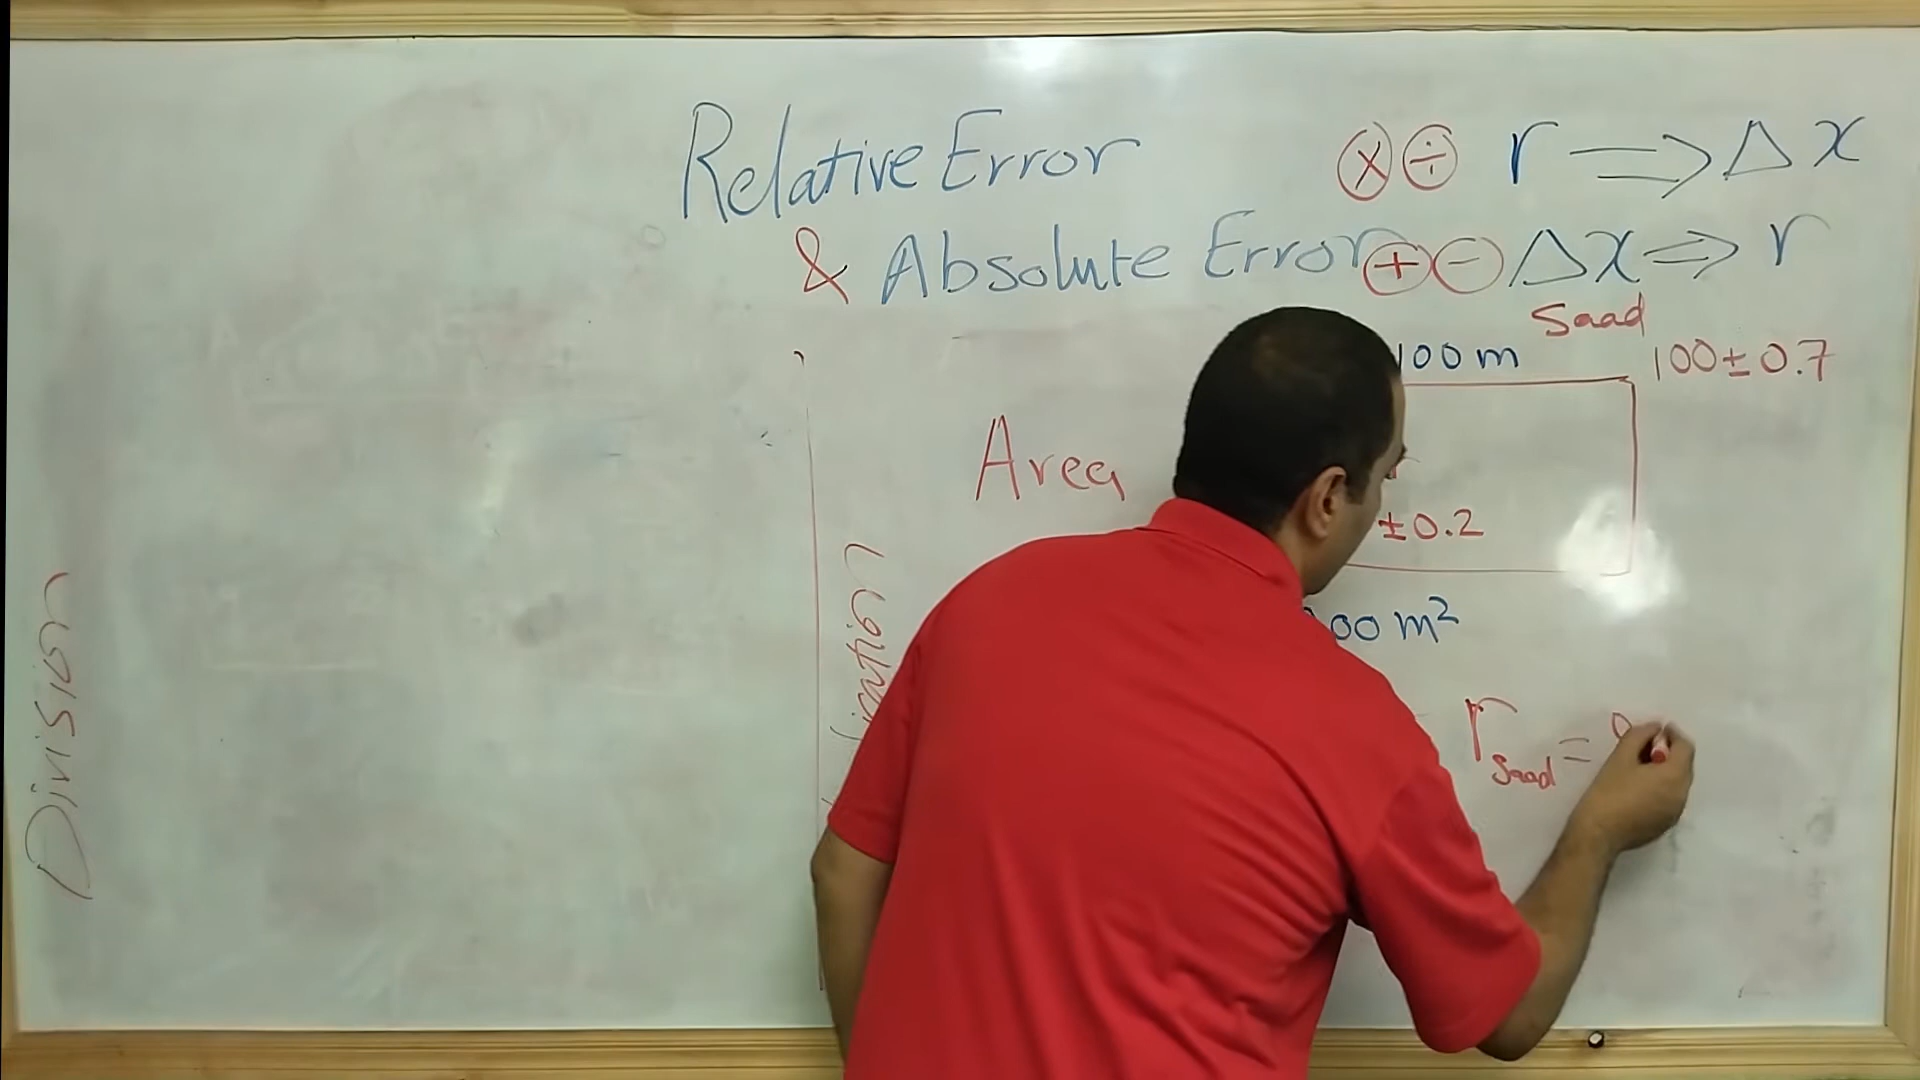 Relative Error
⊗ ⊕ r ⟹ Δx
& Absolute Error
⊕ ⊖ Δx ⟹ r
Saad
100 m
100 ± 0.7
Area
± 0.2
00 m²
r saad =
Division